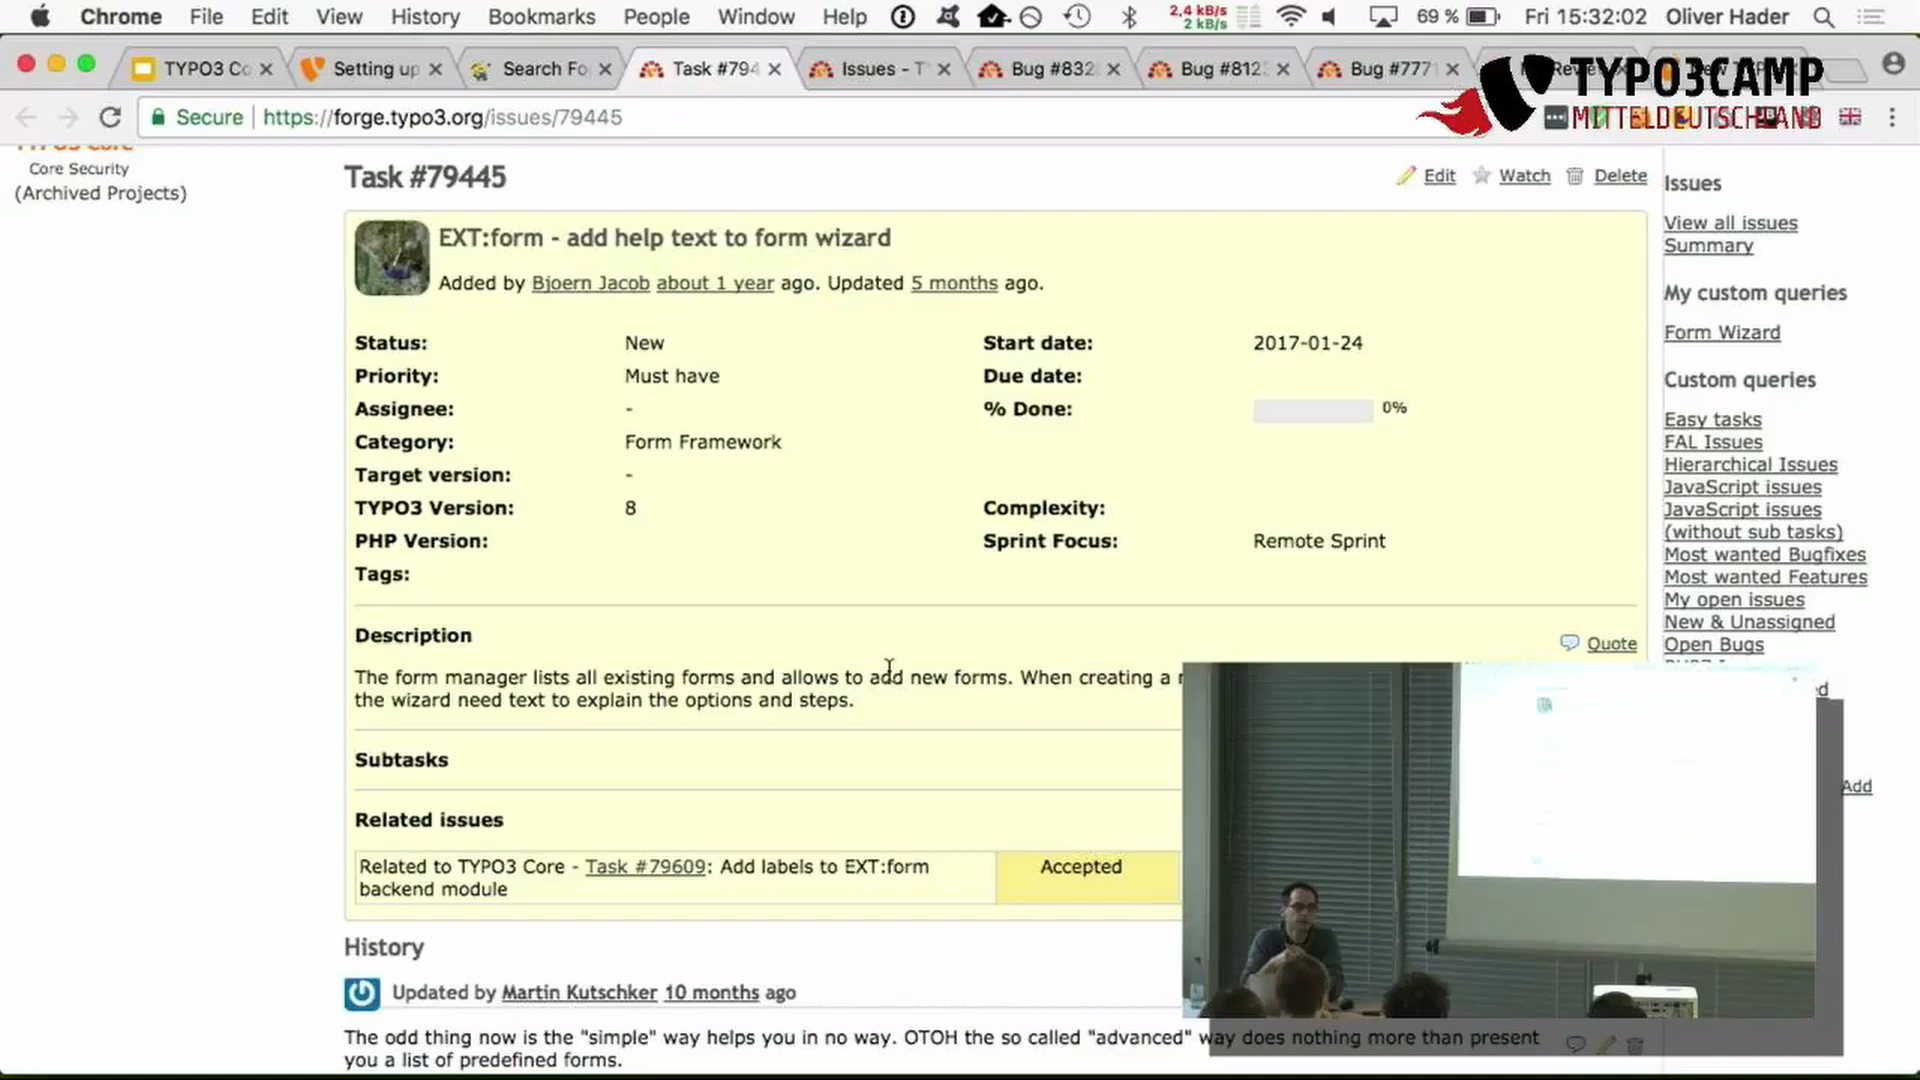 Chrome File Edit View History Bookmarks People Window Help 2,4 kB/s 2 kB/s 69 % Fri 15:32:02 Oliver Hader
TYPO3 Co Setting up Search Fo Task #794 Issues - T Bug #832 Bug #812 Bug #7771
TYPO3CAMP
MITTELDEUTSCHLAND
Secure https://forge.typo3.org/issues/79445
TYPO3 Core
Core Security
(Archived Projects)
Task #79445
Edit Watch Delete
EXT:form - add help text to form wizard
Added by Bjoern Jacob about 1 year ago. Updated 5 months ago.
Status: New Start date: 2017-01-24
Priority: Must have Due date:
Assignee: - % Done: 0%
Category: Form Framework
Target version: -
TYPO3 Version: 8 Complexity:
PHP Version: Sprint Focus: Remote Sprint
Tags:
Description
Quote
The form manager lists all existing forms and allows to add new forms. When creating a
the wizard need text to explain the options and steps.
Subtasks
Related issues
Related to TYPO3 Core - Task #79609: Add labels to EXT:form
backend module
Accepted
History
Updated by Martin Kutschker 10 months ago
The odd thing now is the "simple" way helps you in no way. OTOH the so called "advanced" way does nothing more than present
you a list of predefined forms.
Issues
View all issues
Summary
My custom queries
Form Wizard
Custom queries
Easy tasks
FAL Issues
Hierarchical Issues
JavaScript issues
JavaScript issues
(without sub tasks)
Most wanted Bugfixes
Most wanted Features
My open issues
New & Unassigned
Open Bugs
Add